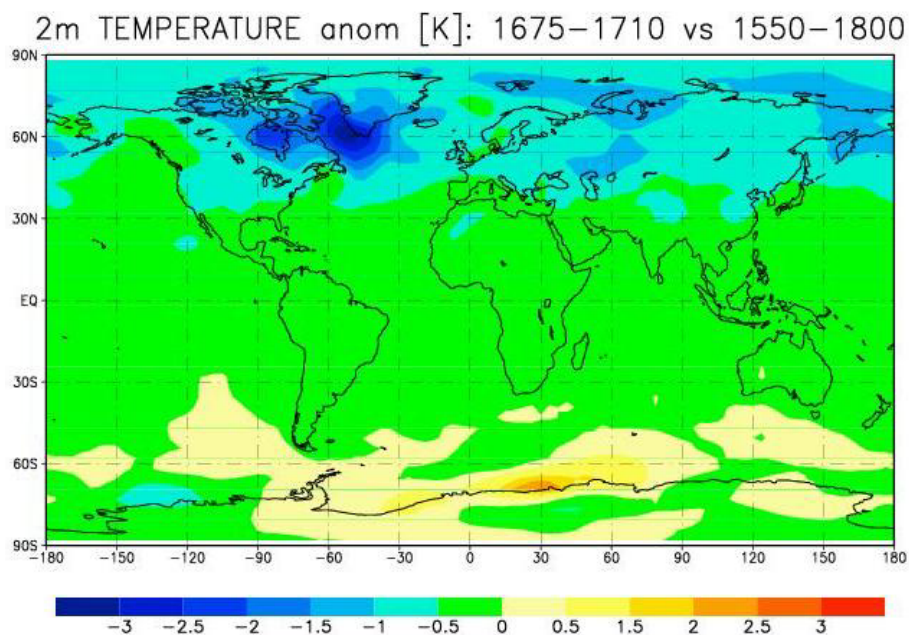 2m TEMPERATURE anom [K]: 1675–1710 vs 1550–1800
90N
60N
30N
EQ
30S
60S
90S
−180 −150 −120 −90 −60 −30 0 30 60 90 120 150 180
−3 −2.5 −2 −1.5 −1 −0.5 0 0.5 1 1.5 2 2.5 3